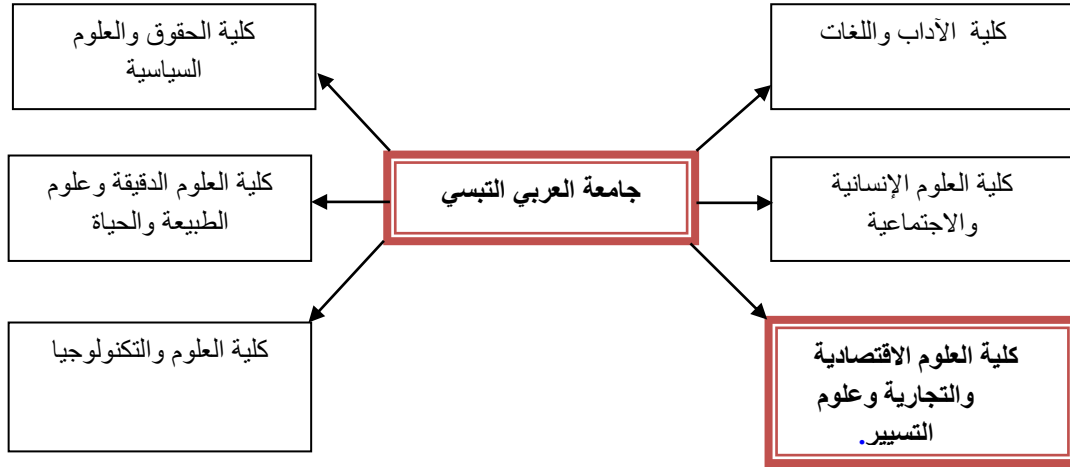 كلية الآداب واللغات
كلية الحقوق والعلوم
السياسية
جامعة العربي التبسي
كلية العلوم الإنسانية
والاجتماعية
كلية العلوم الدقيقة وعلوم
الطبيعة والحياة
كلية العلوم الاقتصادية
والتجارية وعلوم
التسيير.
كلية العلوم والتكنولوجيا